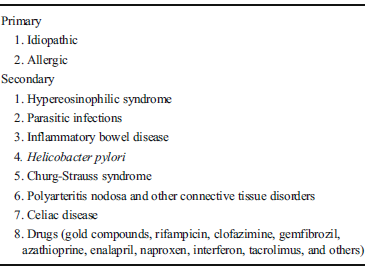 Primary
1. Idiopathic
2. Allergic
Secondary
1. Hypereosinophilic syndrome
2. Parasitic infections
3. Inflammatory bowel disease
4. Helicobacter pylori
5. Churg-Strauss syndrome
6. Polyarteritis nodosa and other connective tissue disorders
7. Celiac disease
8. Drugs (gold compounds, rifampicin, clofazimine, gemfibrozil,
azathioprine, enalapril, naproxen, interferon, tacrolimus, and others)